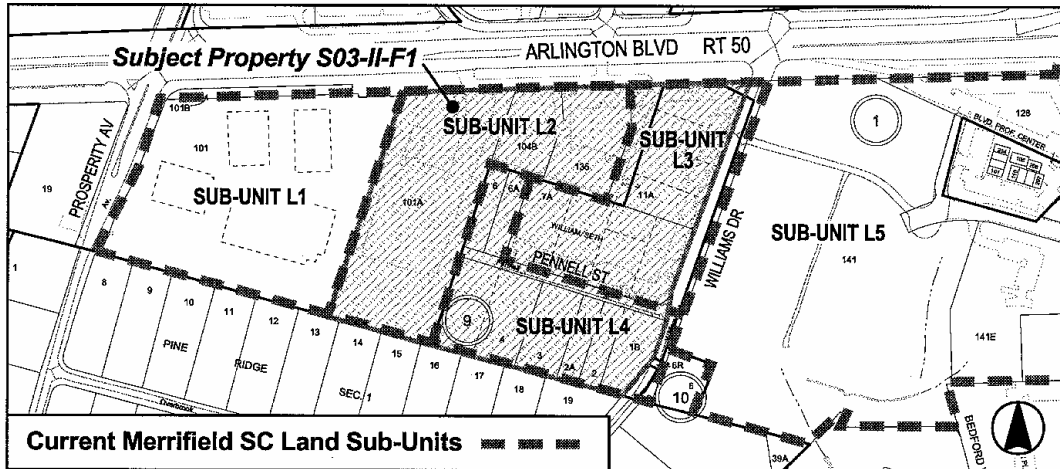 ARLINGTON BLVD RT 50
Subject Property S03-II-F1
PROSPERITY AV
101B
101
SUB-UNIT L1
SUB-UNIT L2
104B
135
101A
SUB-UNIT
L3
11A
6
6A
7A
WILLIAM/SETH
PENNELL ST
WILLIAMS DR
SUB-UNIT L4
SUB-UNIT L5
1
BLVD. PROF. CENTER
128
141
141E
19
1
8
9
10
11
12
13
14
15
16
17
18
19
PINE
RIDGE
SEC. 1
9
4
3
2A
2
1B
6R
6
10
39A
BEDFORD
Current Merrifield SC Land Sub-Units